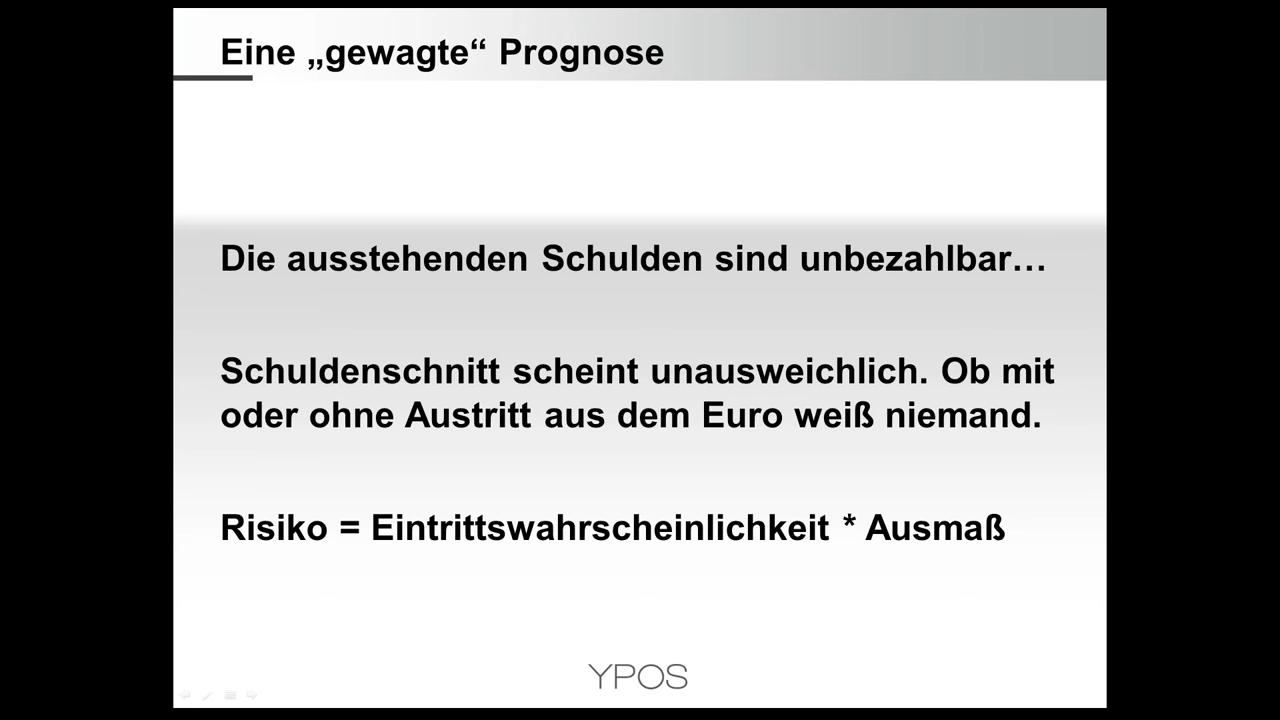 Eine „gewagte“ Prognose
Die ausstehenden Schulden sind unbezahlbar…
Schuldenschnitt scheint unausweichlich. Ob mit
oder ohne Austritt aus dem Euro weiß niemand.
Risiko = Eintrittswahrscheinlichkeit * Ausmaß
YPOS